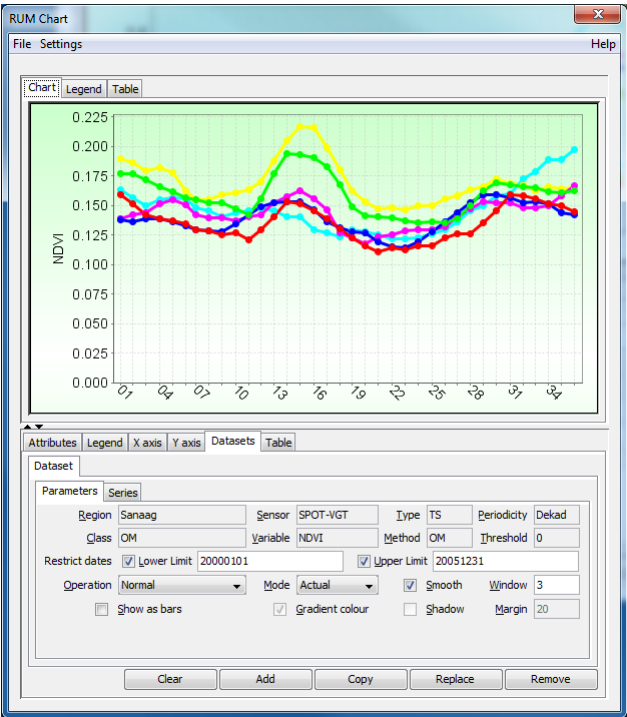 RUM Chart
File Settings Help
Chart Legend Table
0.225
0.200
0.175
0.150
0.125
0.100
0.075
0.050
0.025
0.000
NDVI
01 04 07 10 13 16 19 22 25 28 31 34
Attributes Legend X axis Y axis Datasets Table
Dataset
Parameters Series
Region Sanaag Sensor SPOT-VGT Type TS Periodicity Dekad
Class OM Variable NDVI Method OM Threshold 0
Restrict dates Lower Limit 20000101 Upper Limit 20051231
Operation Normal Mode Actual Smooth Window 3
Show as bars Gradient colour Shadow Margin 20
Clear Add Copy Replace Remove